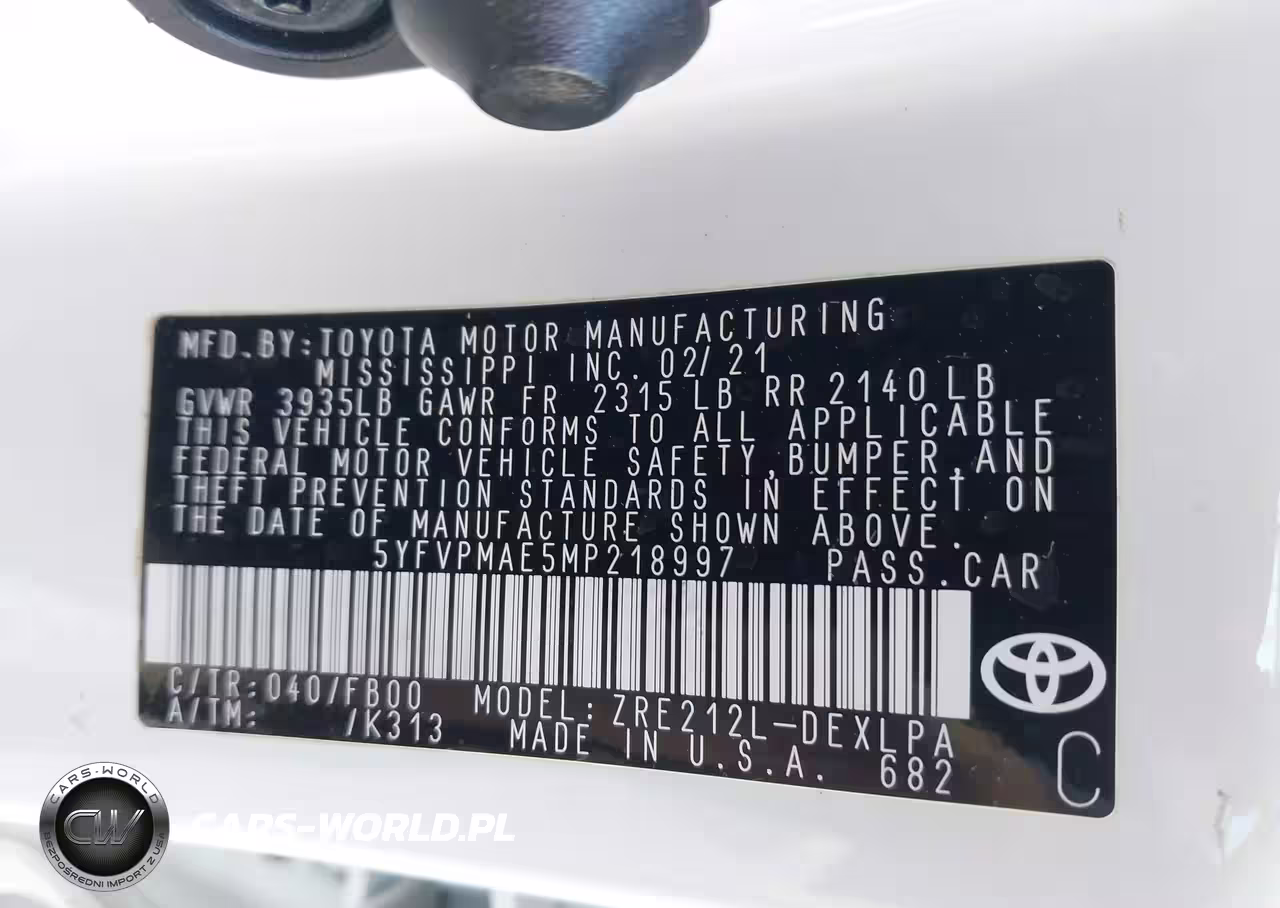 MFD.BY:TOYOTA MOTOR MANUFACTURING
MISSISSIPPI INC. 02/21
GVWR 3935LB GAWR FR 2315 LB RR 2140 LB
THIS VEHICLE CONFORMS TO ALL APPLICABLE
FEDERAL MOTOR VEHICLE SAFETY,BUMPER,AND
THEFT PREVENTION STANDARDS IN EFFECT ON
THE DATE OF MANUFACTURE SHOWN ABOVE.
5YFVPMAE5MP218997 PASS.CAR
C/TR:040/FB00 MODEL:ZRE212L-DEXLPA
A/TM: /K313 MADE IN U.S.A. 682
C
CARS-WORLD
CW
BEZPOŚREDNI IMPORT Z USA
CARS-WORLD.PL